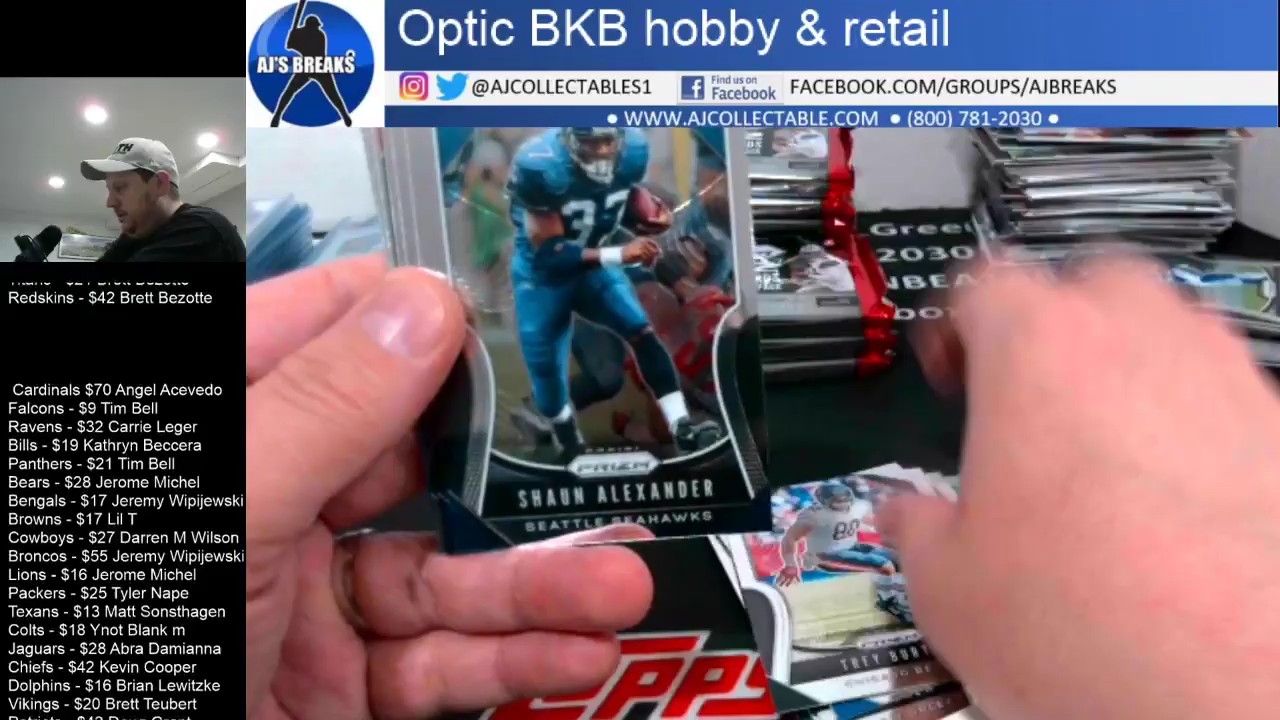 Optic BKB hobby & retail
AJ'S BREAKS
@AJCOLLECTABLES1
Find us on
Facebook
FACEBOOK.COM/GROUPS/AJBREAKS
• WWW.AJCOLLECTABLE.COM • (800) 781-2030 •
Redskins - $42 Brett Bezotte
Cardinals $70 Angel Acevedo
Falcons - $9 Tim Bell
Ravens - $32 Carrie Leger
Bills - $19 Kathryn Beccera
Panthers - $21 Tim Bell
Bears - $28 Jerome Michel
Bengals - $17 Jeremy Wipijewski
Browns - $17 Lil T
Cowboys - $27 Darren M Wilson
Broncos - $55 Jeremy Wipijewski
Lions - $16 Jerome Michel
Packers - $25 Tyler Nape
Texans - $13 Matt Sonsthagen
Colts - $18 Ynot Blank m
Jaguars - $28 Abra Damianna
Chiefs - $42 Kevin Cooper
Dolphins - $16 Brian Lewitzke
Vikings - $20 Brett Teubert
37
PANINI
PRIZM
SHAUN ALEXANDER
SEATTLE SEAHAWKS
2030
80
TREY